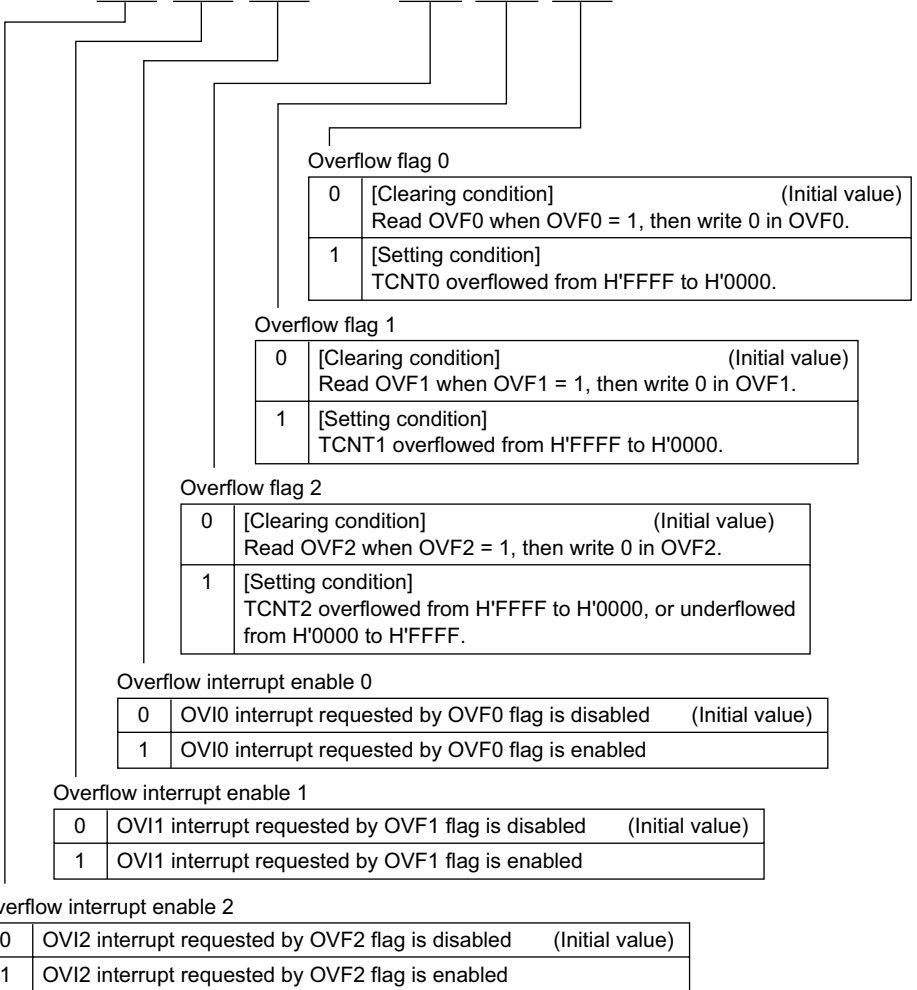 Overflow flag 0
0 [Clearing condition] (Initial value)
Read OVF0 when OVF0 = 1, then write 0 in OVF0.
1 [Setting condition]
TCNT0 overflowed from H'FFFF to H'0000.
Overflow flag 1
0 [Clearing condition] (Initial value)
Read OVF1 when OVF1 = 1, then write 0 in OVF1.
1 [Setting condition]
TCNT1 overflowed from H'FFFF to H'0000.
Overflow flag 2
0 [Clearing condition] (Initial value)
Read OVF2 when OVF2 = 1, then write 0 in OVF2.
1 [Setting condition]
TCNT2 overflowed from H'FFFF to H'0000, or underflowed
from H'0000 to H'FFFF.
Overflow interrupt enable 0
0 OVI0 interrupt requested by OVF0 flag is disabled (Initial value)
1 OVI0 interrupt requested by OVF0 flag is enabled
Overflow interrupt enable 1
0 OVI1 interrupt requested by OVF1 flag is disabled (Initial value)
1 OVI1 interrupt requested by OVF1 flag is enabled
verflow interrupt enable 2
0 OVI2 interrupt requested by OVF2 flag is disabled (Initial value)
1 OVI2 interrupt requested by OVF2 flag is enabled